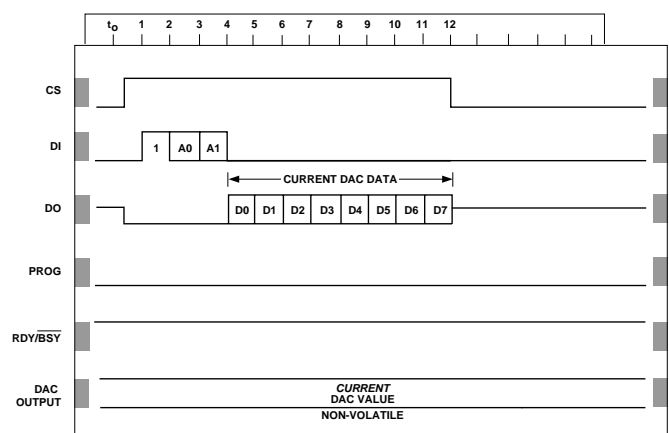 to 1 2 3 4 5 6 7 8 9 10 11 12
CS
DI 1 A0 A1
CURRENT DAC DATA
DO D0 D1 D2 D3 D4 D5 D6 D7
PROG
RDY/BSY
DAC OUTPUT
CURRENT
DAC VALUE
NON-VOLATILE